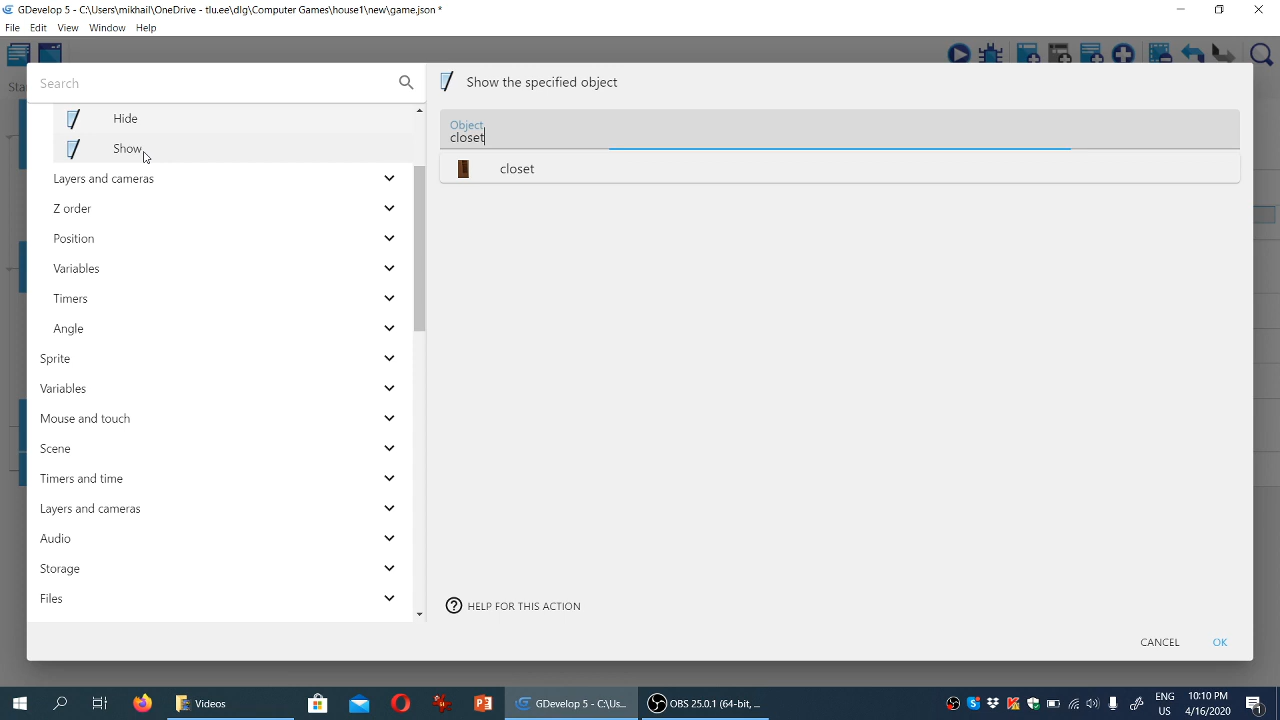 GDevelop 5 - C:\Users\mikhail\OneDrive - tlu.ee\dlg\Computer Games\house1\new\game.json *
File Edit View Window Help
Search
Show the specified object
Object
closet
closet
Hide
Show
Layers and cameras
Z order
Position
Variables
Timers
Angle
Sprite
Variables
Mouse and touch
Scene
Timers and time
Layers and cameras
Audio
Storage
Files
HELP FOR THIS ACTION
CANCEL OK
Videos
GDevelop 5 - C:\Us...
OBS 25.0.1 (64-bit, ...
ENG
US
10:10 PM
4/16/2020
1